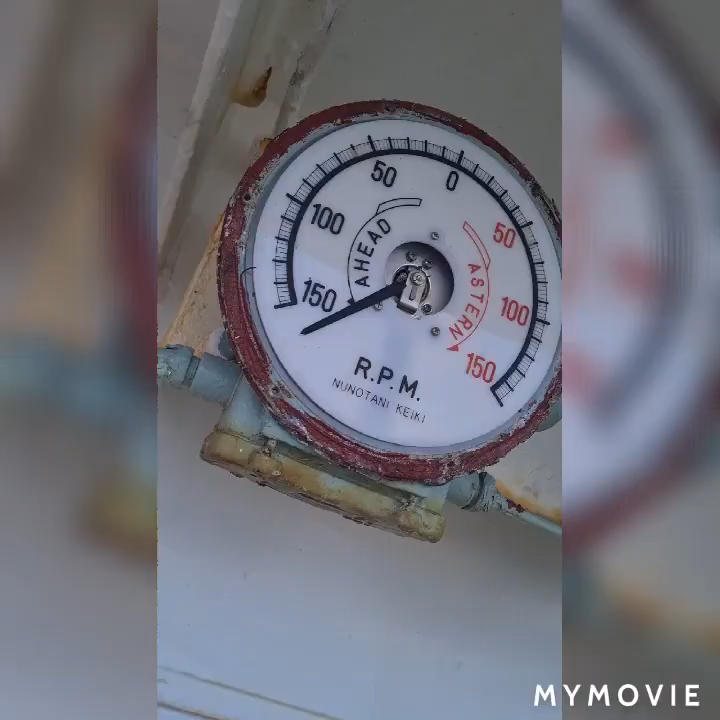 50
0
50
100
100
150
150
AHEAD
ASTERN
R.P.M.
NUNOTANI KEIKI
MYMOVIE